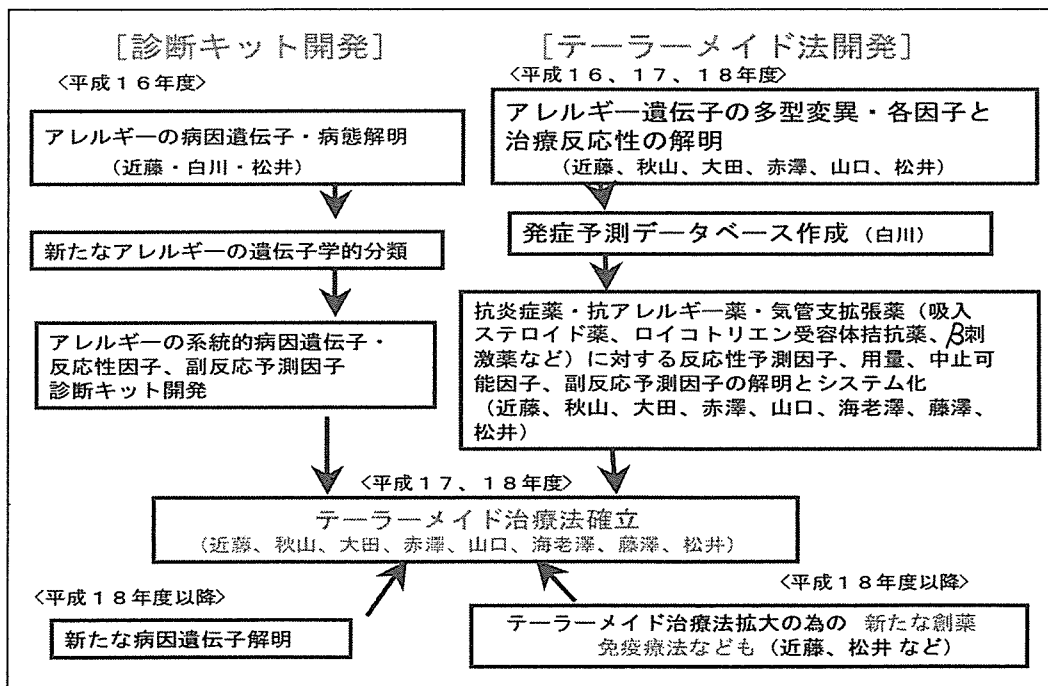 [診断キット開発]
<平成16年度>
アレルギーの病因遺伝子・病態解明
(近藤・白川・松井)
新たなアレルギーの遺伝子学的分類
アレルギーの系統的病因遺伝子・
反応性因子、副反応予測因子
診断キット開発
[テーラーメイド法開発]
<平成16、17、18年度>
アレルギー遺伝子の多型変異・各因子と
治療反応性の解明
(近藤、秋山、大田、赤澤、山口、松井)
発症予測データベース作成 (白川)
抗炎症薬・抗アレルギー薬・気管支拡張薬 (吸入
ステロイド薬、ロイコトリエン受容体拮抗薬、β刺
激薬など) に対する反応性予測因子、用量、中止可
能因子、副反応予測因子の解明とシステム化
(近藤、秋山、大田、赤澤、山口、海老澤、藤澤、
松井)
<平成17、18年度>
テーラーメイド治療法確立
(近藤、秋山、大田、赤澤、山口、海老澤、藤澤、松井)
<平成18年度以降>
新たな病因遺伝子解明
<平成18年度以降>
テーラーメイド治療法拡大の為の 新たな創薬
免疫療法なども (近藤、松井 など)